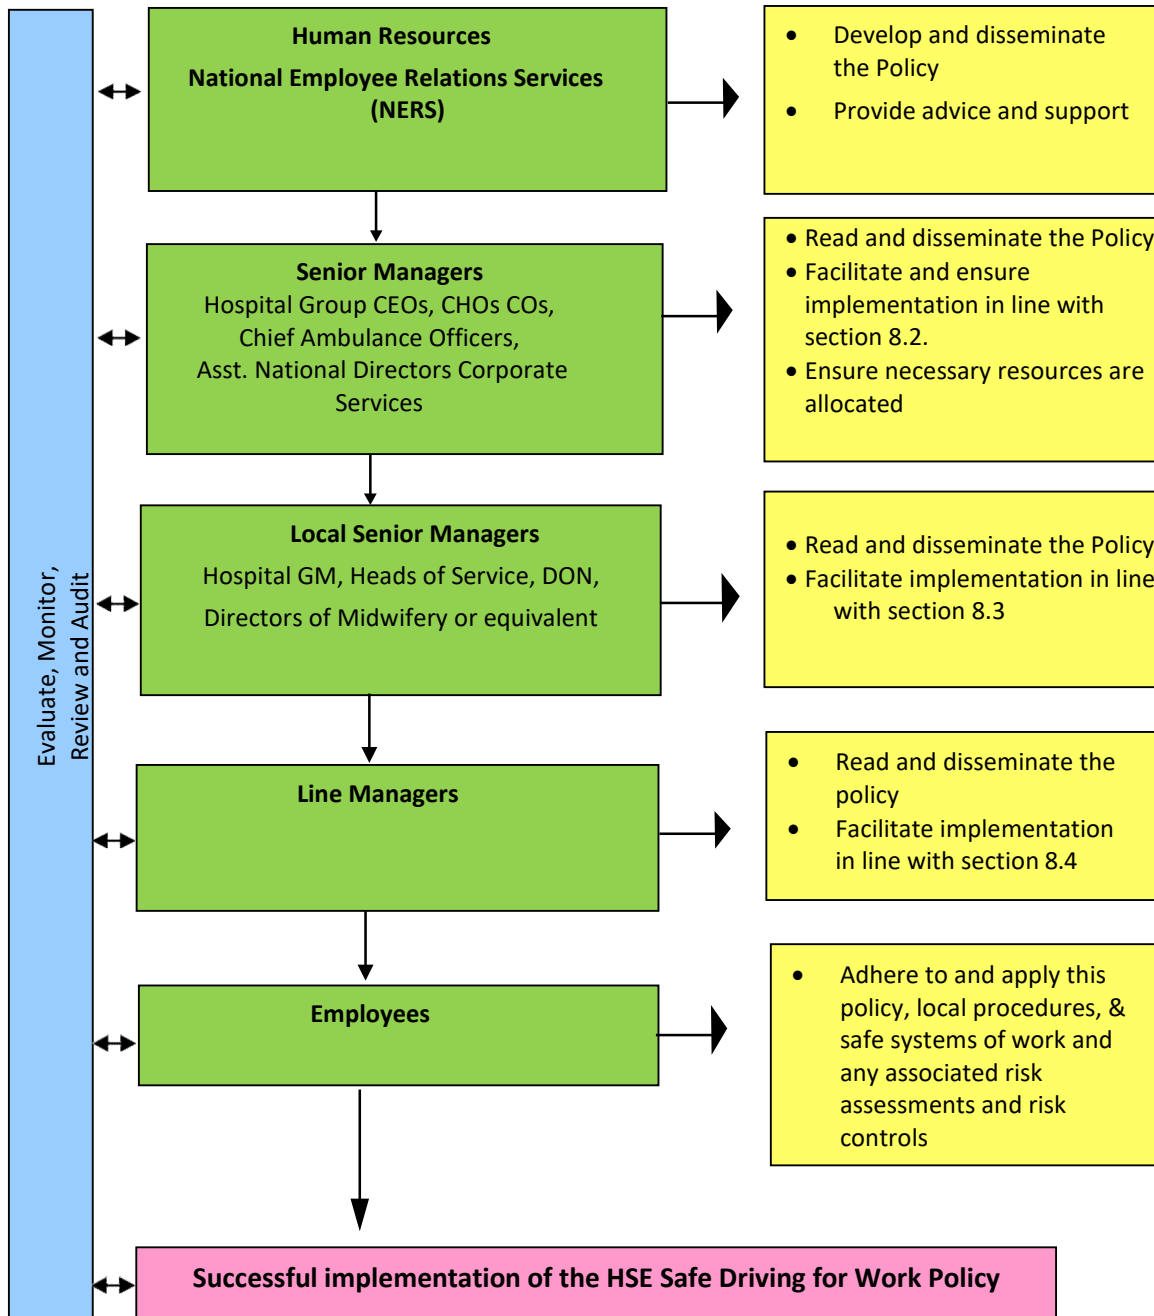 Human Resources
National Employee Relations Services
(NERS)
• Develop and disseminate
the Policy
• Provide advice and support
Senior Managers
Hospital Group CEOs, CHOs COs,
Chief Ambulance Officers,
Asst. National Directors Corporate
Services
• Read and disseminate the Policy
• Facilitate and ensure
implementation in line with
section 8.2.
• Ensure necessary resources are
allocated
Local Senior Managers
Hospital GM, Heads of Service, DON,
Directors of Midwifery or equivalent
• Read and disseminate the Policy
• Facilitate implementation in line
with section 8.3
Evaluate, Monitor,
Review and Audit
Line Managers
• Read and disseminate the
policy
• Facilitate implementation
in line with section 8.4
Employees
• Adhere to and apply this
policy, local procedures, &
safe systems of work and
any associated risk
assessments and risk
controls
Successful implementation of the HSE Safe Driving for Work Policy